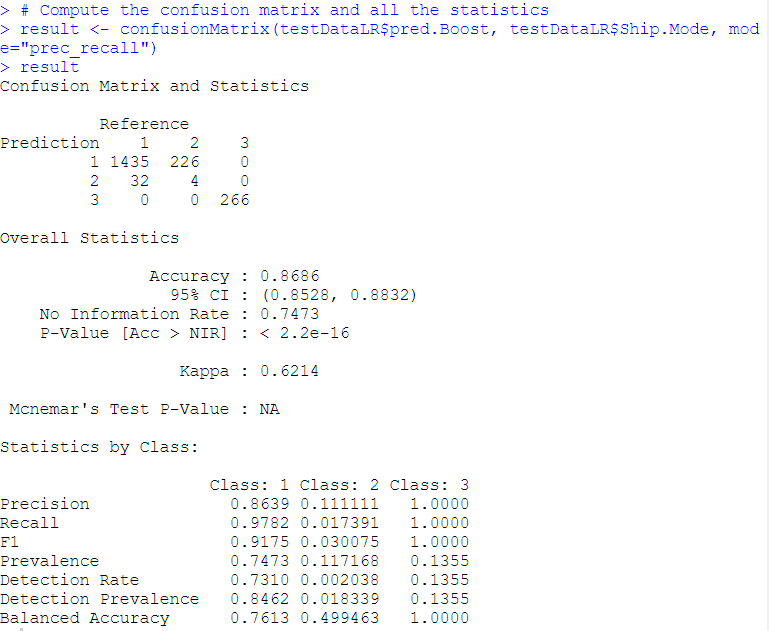 > # Compute the confusion matrix and all the statistics
> result <- confusionMatrix(testDataLR$pred.Boost, testDataLR$Ship.Mode, mod
e="prec_recall")
> result
Confusion Matrix and Statistics
Reference
Prediction 1 2 3
1 1435 226 0
2 32 4 0
3 0 0 266
Overall Statistics
Accuracy : 0.8686
95% CI : (0.8528, 0.8832)
No Information Rate : 0.7473
P-Value [Acc > NIR] : < 2.2e-16
Kappa : 0.6214
Mcnemar's Test P-Value : NA
Statistics by Class:
Class: 1 Class: 2 Class: 3
Precision 0.8639 0.111111 1.0000
Recall 0.9782 0.017391 1.0000
F1 0.9175 0.030075 1.0000
Prevalence 0.7473 0.117168 0.1355
Detection Rate 0.7310 0.002038 0.1355
Detection Prevalence 0.8462 0.018339 0.1355
Balanced Accuracy 0.7613 0.499463 1.0000